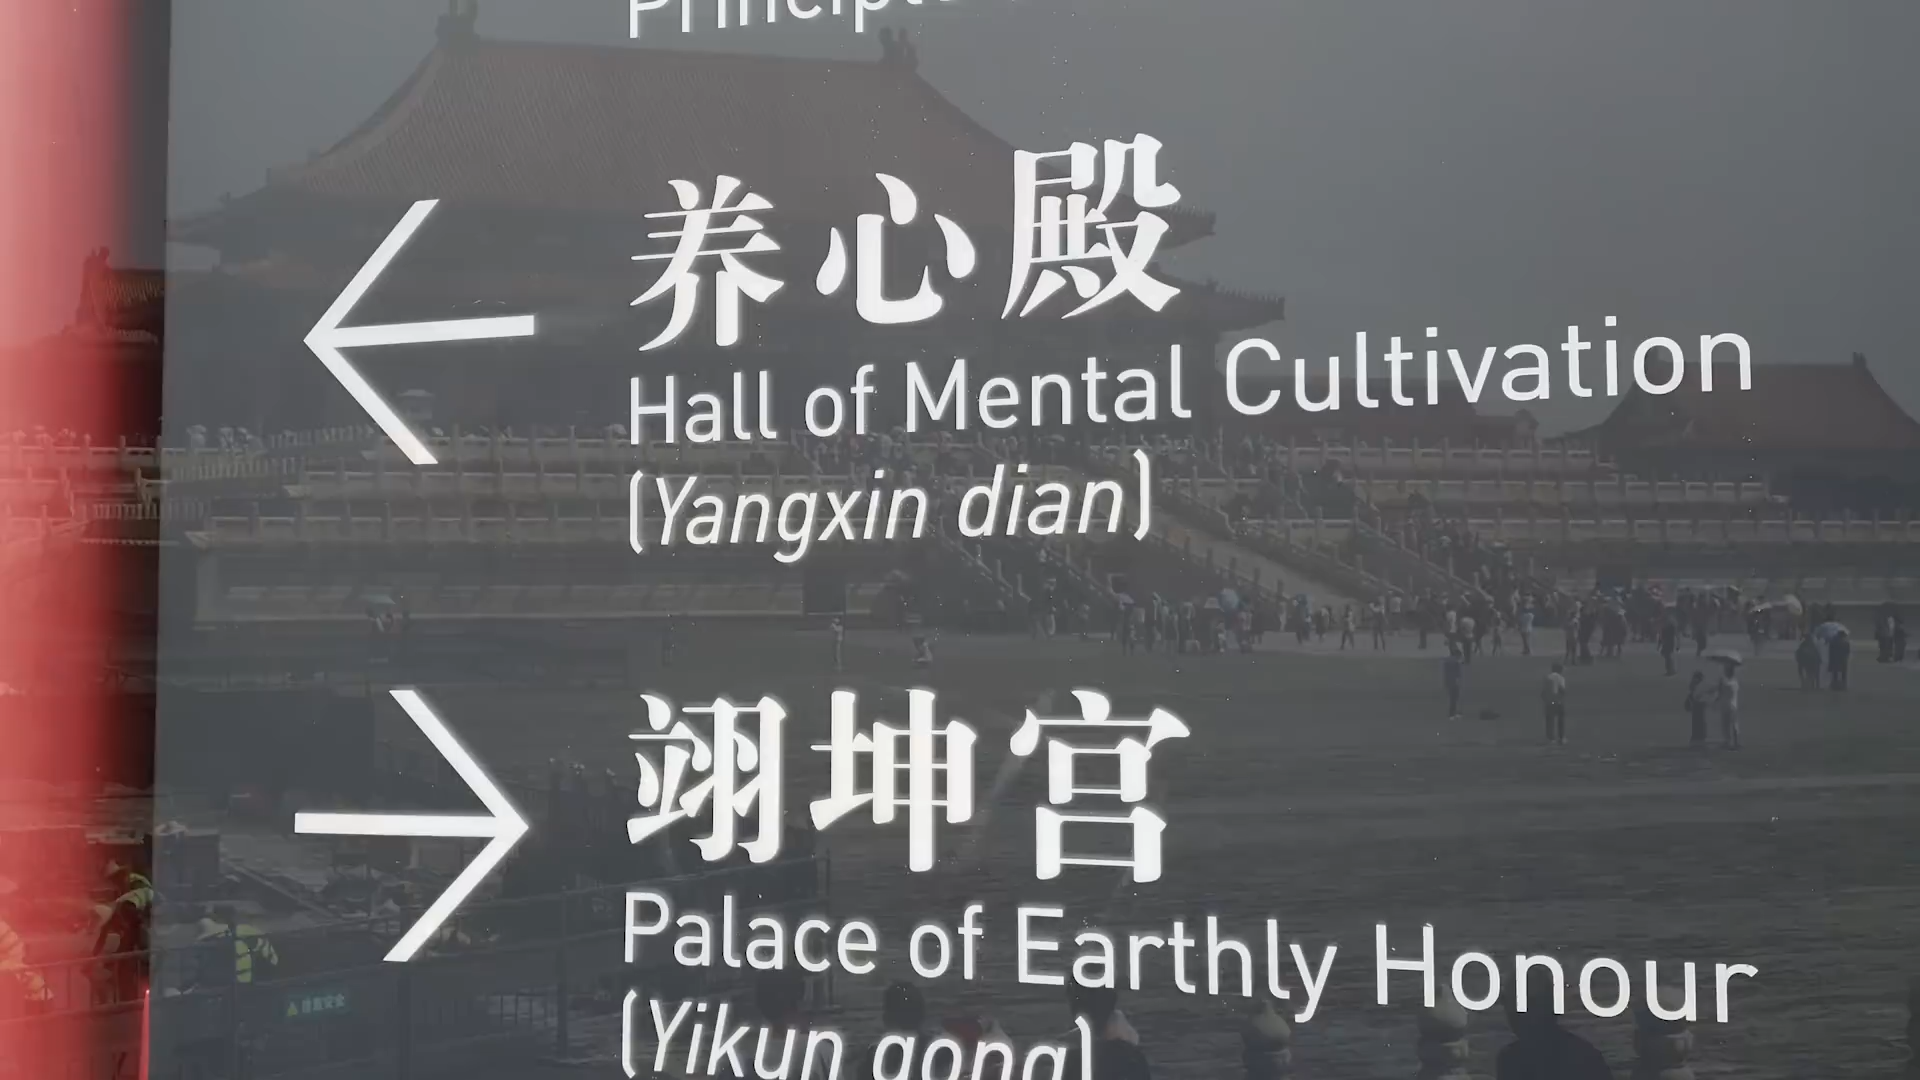 养心殿
Hall of Mental Cultivation
(Yangxin dian)
翊坤宫
Palace of Earthly Honour
(Yikun gong)